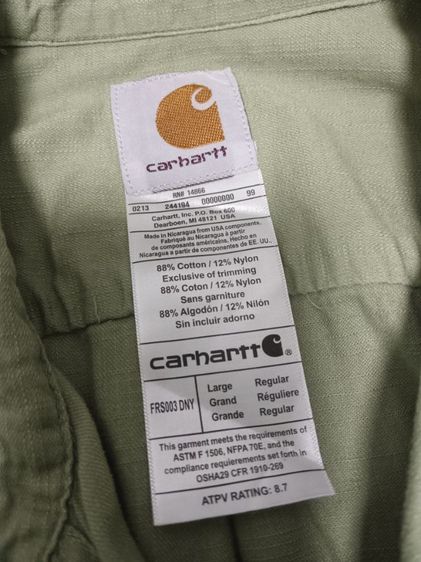 carhartt
RN# 14806
0213 244194 00000000 99
Carhartt, Inc. P.O. Box 600
Dearboen, MI 48121 USA
Made in Nicaragua from USA components.
Fabriqué au Nicaragua à partir
de composants américains. Hecho en
Nicaragua a partir de componentes de EE. UU.
88% Cotton / 12% Nylon
Exclusive of trimming
88% Coton / 12% Nylon
Sans garniture
88% Algodón / 12% Nilón
Sin incluir adorno
carhartt®
FRS003 DNY
Large Regular
Grand Réguliere
Grande Regular
This garment meets the requirements of
ASTM F 1506, NFPA 70E, and the
compliance requierements set forth in
OSHA29 CFR 1910-269
ATPV RATING: 8.7